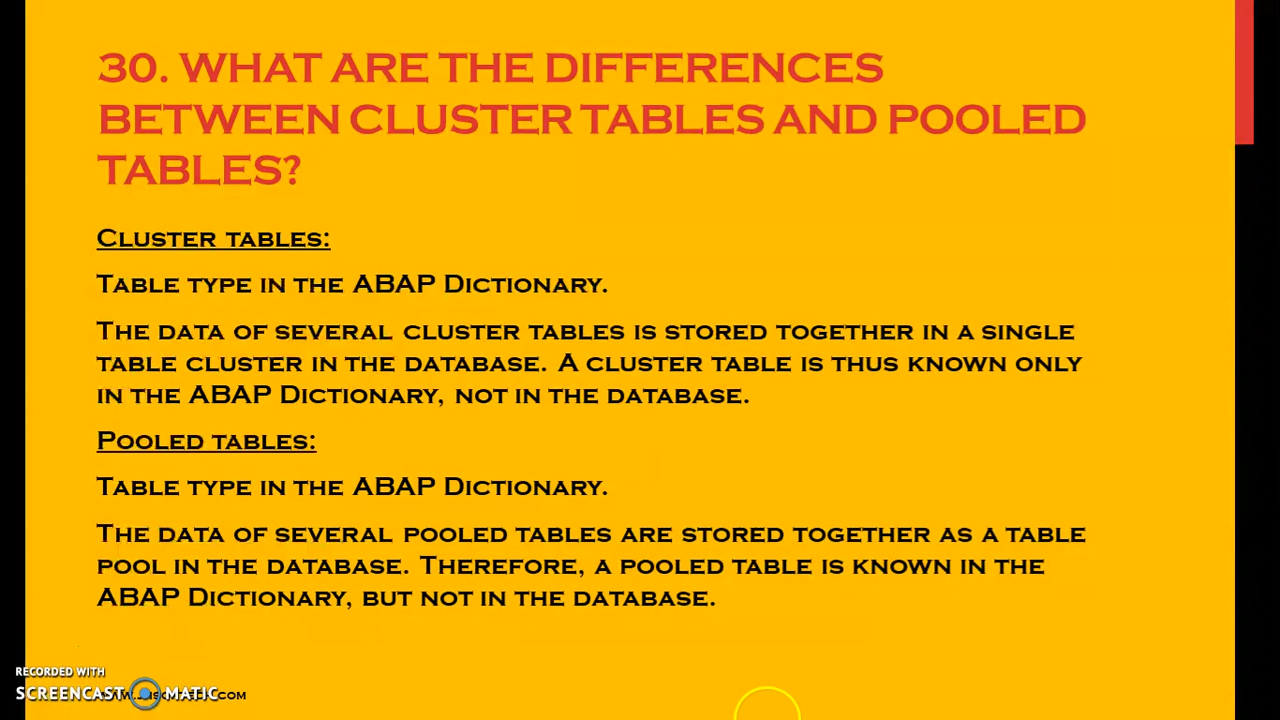 30. WHAT ARE THE DIFFERENCES
BETWEEN CLUSTER TABLES AND POOLED
TABLES?
CLUSTER TABLES:
TABLE TYPE IN THE ABAP DICTIONARY.
THE DATA OF SEVERAL CLUSTER TABLES IS STORED TOGETHER IN A SINGLE
TABLE CLUSTER IN THE DATABASE. A CLUSTER TABLE IS THUS KNOWN ONLY
IN THE ABAP DICTIONARY, NOT IN THE DATABASE.
POOLED TABLES:
TABLE TYPE IN THE ABAP DICTIONARY.
THE DATA OF SEVERAL POOLED TABLES ARE STORED TOGETHER AS A TABLE
POOL IN THE DATABASE. THEREFORE, A POOLED TABLE IS KNOWN IN THE
ABAP DICTIONARY, BUT NOT IN THE DATABASE.
RECORDED WITH
SCREENCAST MATIC